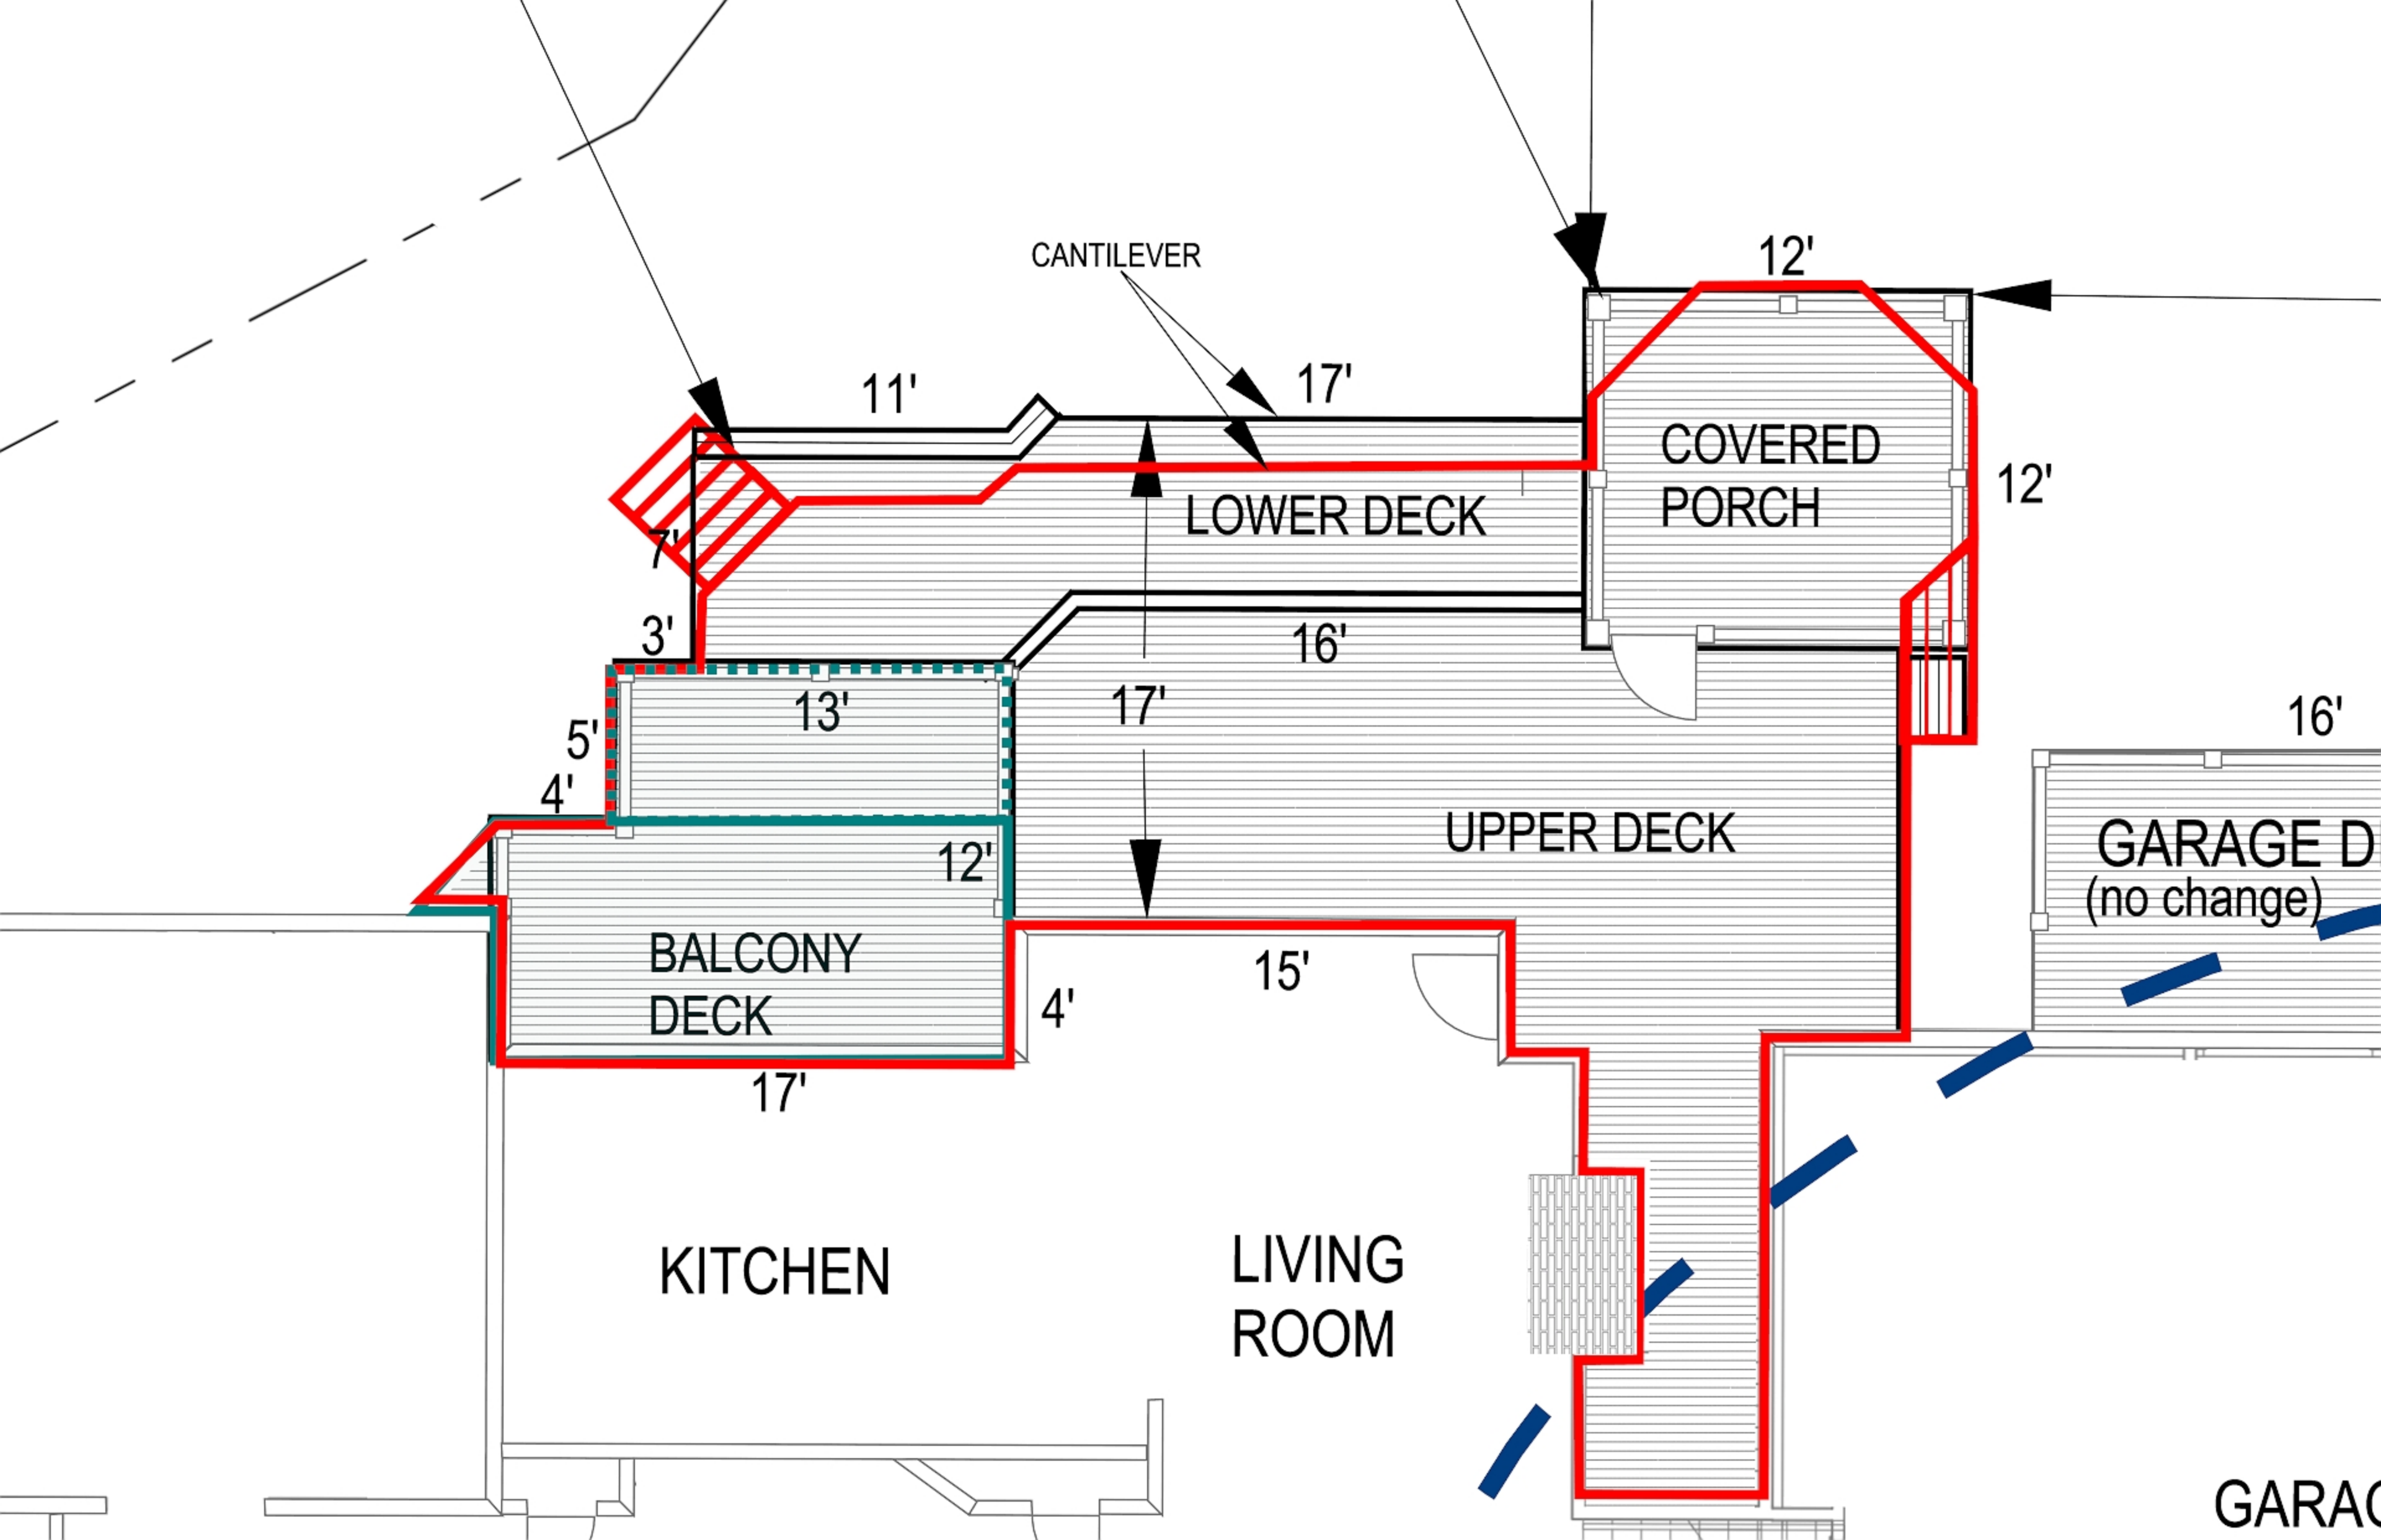 12'
CANTILEVER
11'
17'
COVERED
PORCH
12'
LOWER DECK
7'
3'
16'
13'
17'
5'
4'
16'
12'
UPPER DECK
GARAGE D
(no change)
BALCONY
DECK
15'
4'
17'
KITCHEN
LIVING
ROOM
GARAG